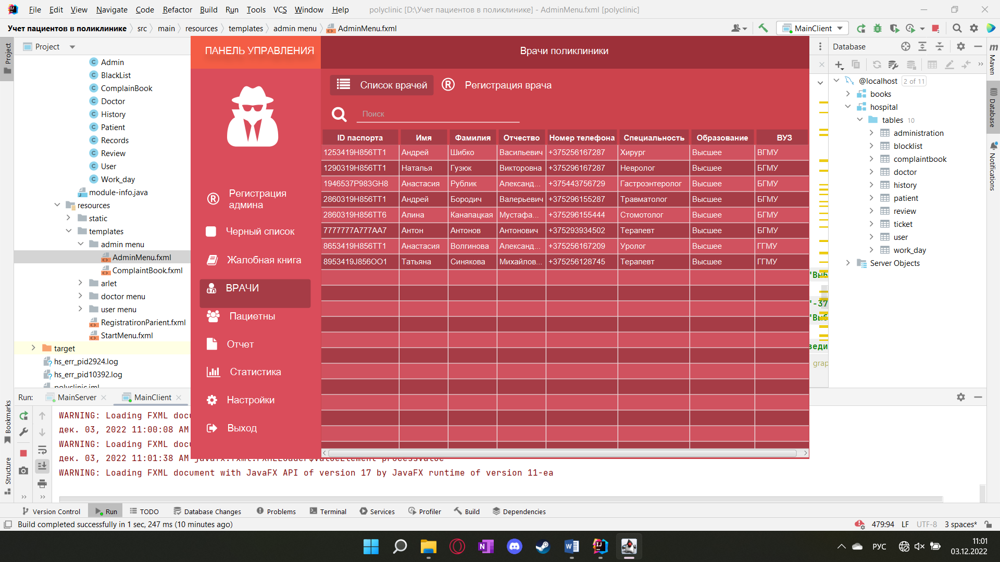 File Edit View Navigate Code Refactor Build Run Tools VCS Window Help polyclinic [D:\Учет пациентов в поликлинике] - AdminMenu.fxml [polyclinic]
Учет пациентов в поликлинике src main resources templates admin menu AdminMenu.fxml MainClient
Project
Project
Admin
BlackList
ComplainBook
Doctor
History
Patient
Records
Review
User
Work_day
module-info.java
resources
static
templates
admin menu
AdminMenu.fxml
ComplaintBook.fxml
arlet
doctor menu
user menu
RegistratironParient.fxml
StartMenu.fxml
target
hs_err_pid2924.log
hs_err_pid10392.log
polyclinic.iml
ПАНЕЛЬ УПРАВЛЕНИЯ
Регистрация админа
Черный список
Жалобная книга
ВРАЧИ
Пациетны
Отчет
Статистика
Настройки
Выход
Врачи поликлиники
Список врачей Регистрация врача
Поиск
ID паспорта Имя Фамилия Отчество Номер телефона Специальность Образование ВУЗ
1253419H856TT1 Андрей Шибко Васильевич +375256167287 Хирург Высшее ВГМУ
1290319H856TT1 Наталья Гузюк Викторовна +375296167287 Невролог Высшее БГМУ
1946537P983GH8 Анастасия Рублик Александ... +375443756729 Гастроэнтеролог Высшее БГМУ
2860319H856TT1 Андрей Бородич Валерьевич +375296155287 Травматолог Высшее БГМУ
2860319H856TT6 Алина Канапацкая Мустафа... +375296155444 Стомотолог Высшее БГМУ
7777777A777AA7 Антон Антонов Антонович +375293934502 Терапевт Высшее БГМУ
8653419H856TT1 Анастасия Волгинова Александ... +375256167209 Уролог Высшее ГГМУ
8953419J856OO1 Татьяна Синякова Михайлов... +375256128745 Терапевт Высшее ГГМУ
'Выб
'-37
'Выб
веди
grap
Database
@localhost 2 of 11
books
hospital
tables 10
administration
blocklist
complaintbook
doctor
history
patient
review
ticket
user
work_day
Server Objects
Maven
Database
Notifications
Bookmarks
Structure
Run: MainServer MainClient
WARNING: Loading FXML docu
дек. 03, 2022 11:00:08 AM
WARNING: Loading FXML docu
дек. 03, 2022 11:01:38 AM javafx.fxml.FXMLLoader$ValueElement processValue
WARNING: Loading FXML document with JavaFX API of version 17 by JavaFX runtime of version 11-ea
Version Control Run TODO Database Changes Problems Terminal Services Profiler Build Dependencies
Build completed successfully in 1 sec, 247 ms (10 minutes ago) 479:94 LF UTF-8 3 spaces*
РУС 11:01
03.12.2022